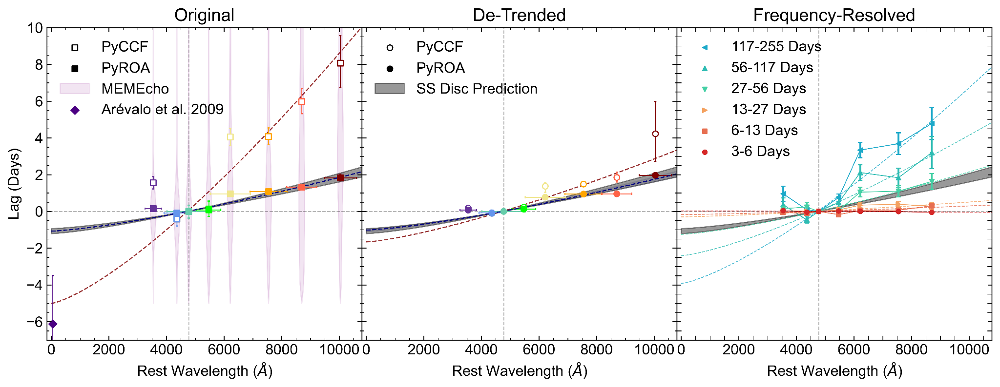 Original
De-Trended
Frequency-Resolved
Lag (Days)
10
8
6
4
2
0
−2
−4
−6
PyCCF
PyROA
MEMEcho
Arévalo et al. 2009
PyCCF
PyROA
SS Disc Prediction
117-255 Days
56-117 Days
27-56 Days
13-27 Days
6-13 Days
3-6 Days
0 2000 4000 6000 8000 10000
0 2000 4000 6000 8000 10000
0 2000 4000 6000 8000 10000
Rest Wavelength (Å)
Rest Wavelength (Å)
Rest Wavelength (Å)